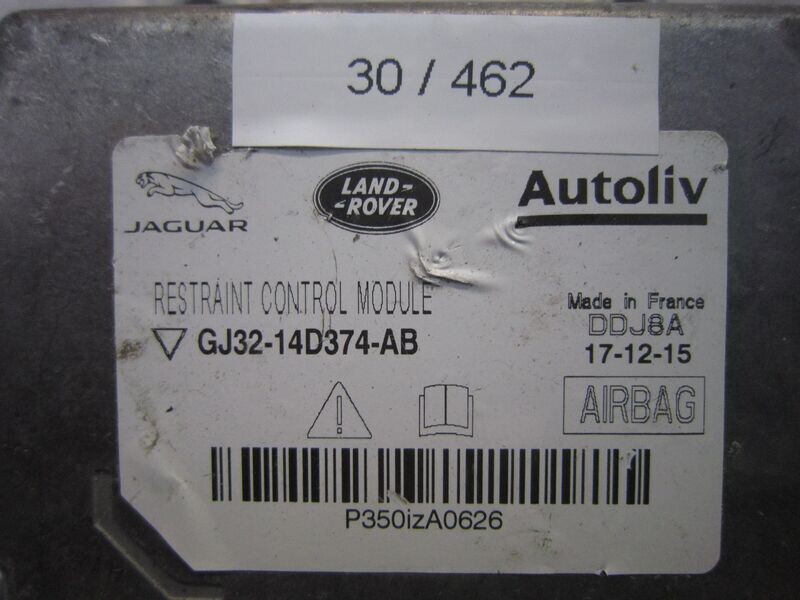 30 / 462
JAGUAR
LAND-
-ROVER
Autoliv
RESTRAINT CONTROL MODULE
Made in France
DDJ8A
GJ32-14D374-AB
17-12-15
AIRBAG
P350izA0626